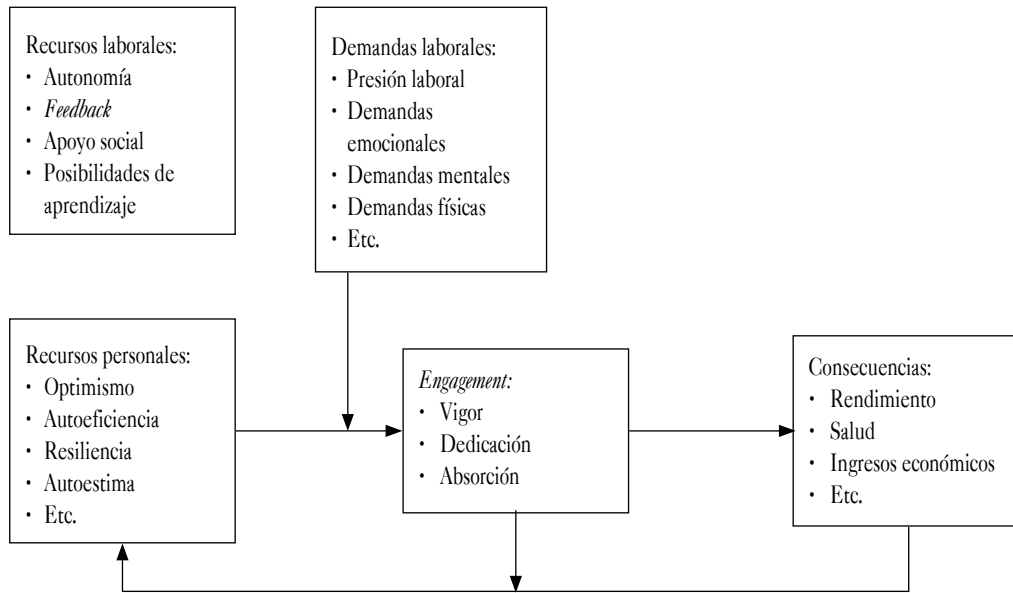 Recursos laborales:
• Autonomía
• Feedback
• Apoyo social
• Posibilidades de
aprendizaje
Demandas laborales:
• Presión laboral
• Demandas
emocionales
• Demandas mentales
• Demandas físicas
• Etc.
Recursos personales:
• Optimismo
• Autoeficiencia
• Resiliencia
• Autoestima
• Etc.
Engagement:
• Vigor
• Dedicación
• Absorción
Consecuencias:
• Rendimiento
• Salud
• Ingresos económicos
• Etc.